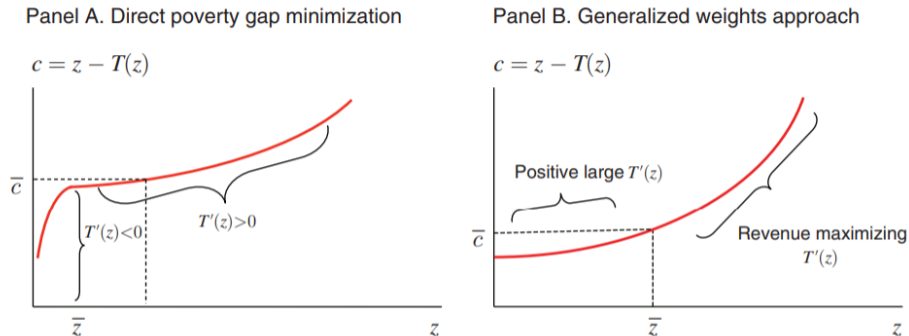 Panel A. Direct poverty gap minimization
c = z − T(z)
c̅
T′(z)<0
T′(z)>0
z̅
z
Panel B. Generalized weights approach
c = z − T(z)
Positive large T′(z)
c̅
Revenue maximizing
T′(z)
z̅
z